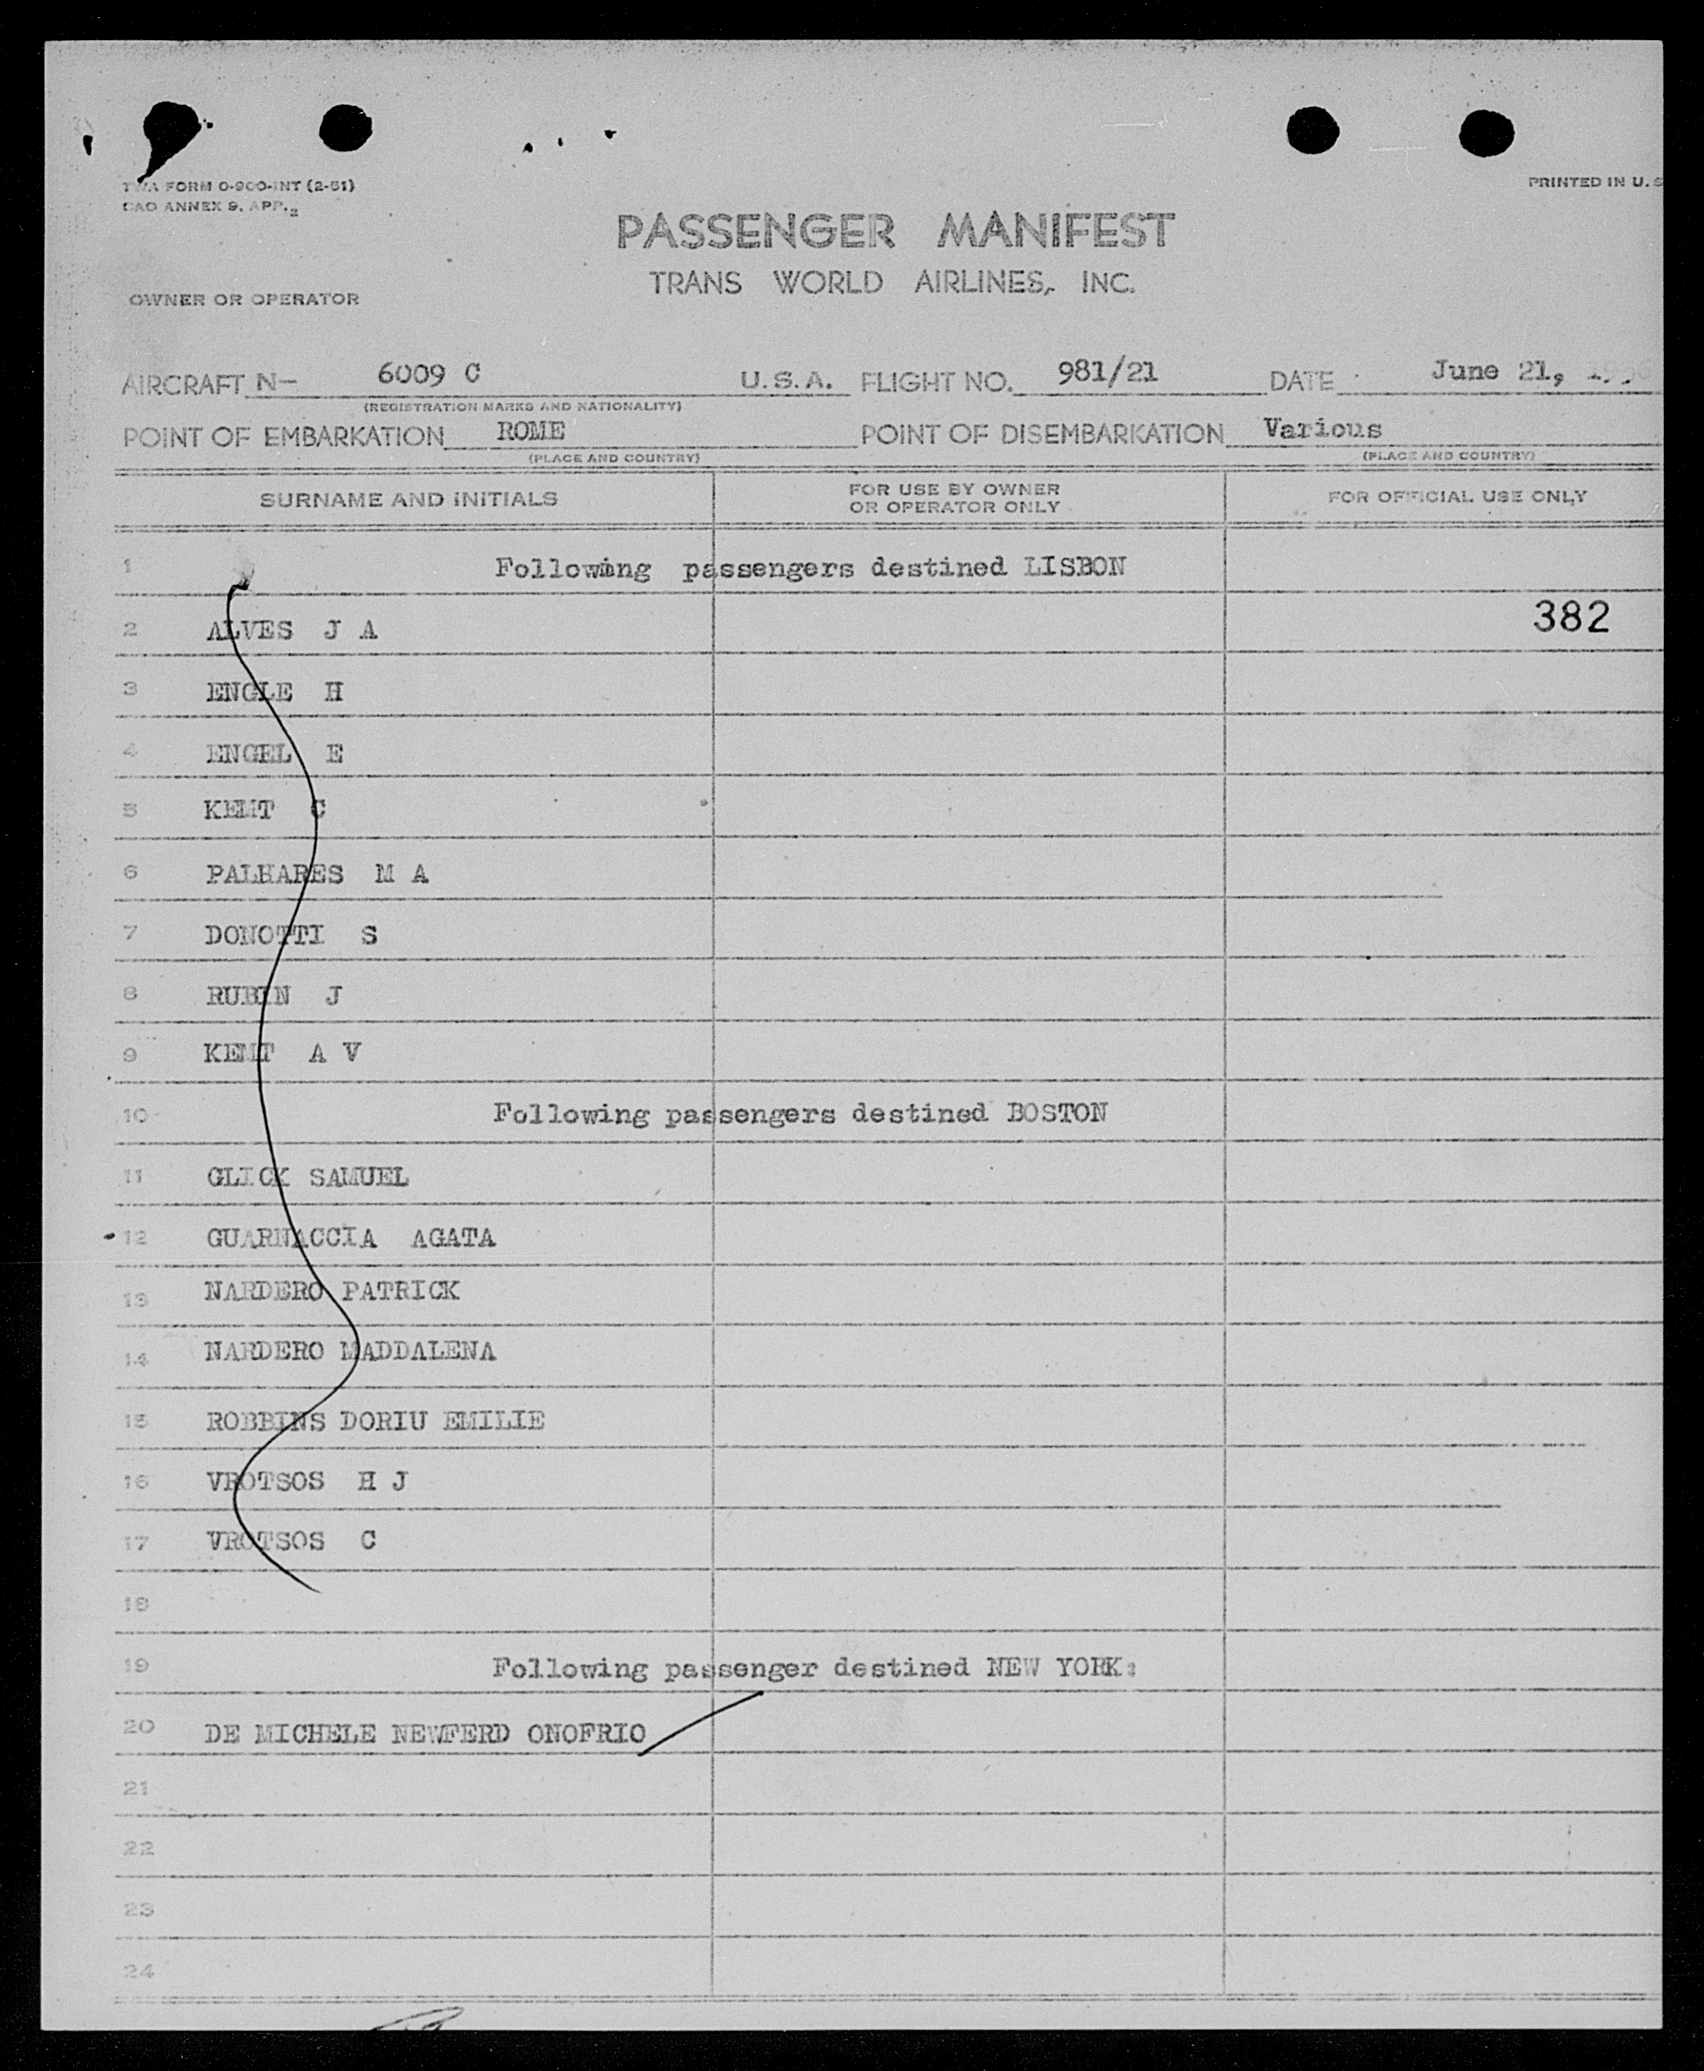 TWA FORM O-900-INT (2-51)
CAO ANNEX 9, APP. 2
PRINTED IN U. S
PASSENGER MANIFEST
TRANS WORLD AIRLINES, INC.
OWNER OR OPERATOR
AIRCRAFT N- 6009 C U.S.A. FLIGHT NO. 981/21 DATE June 21,
(REGISTRATION MARKS AND NATIONALITY)
POINT OF EMBARKATION ROME POINT OF DISEMBARKATION Various
(PLACE AND COUNTRY) (PLACE AND COUNTRY)
SURNAME AND INITIALS FOR USE BY OWNER OR OPERATOR ONLY FOR OFFICIAL USE ONLY
1 Following passengers destined LISBON
2 ALVES J A 382
3 ENGLE H
4 ENGEL E
5 KEMT C
6 PALHARES M A
7 DONOTTI S
8 RUBIN J
9 KEMT A V
10 Following passengers destined BOSTON
11 GLICK SAMUEL
12 GUARNACCIA AGATA
13 NARDERO PATRICK
14 NARDERO MADDALENA
15 ROBBINS DORIU EMILIE
16 VROTSOS H J
17 VROTSOS C
18
19 Following passenger destined NEW YORK:
20 DE MICHELE NEWFERD ONOFRIO
21
22
23
24